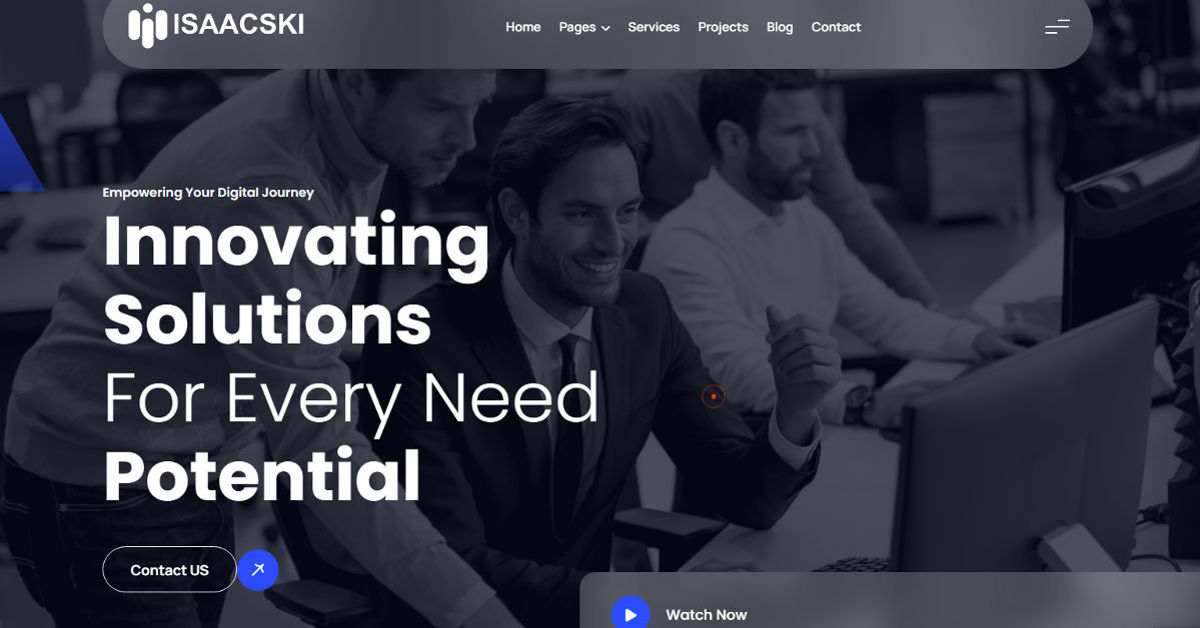 ISAACSKI
Home Pages Services Projects Blog Contact
Empowering Your Digital Journey
Innovating
Solutions
For Every Need
Potential
Contact US
Watch Now